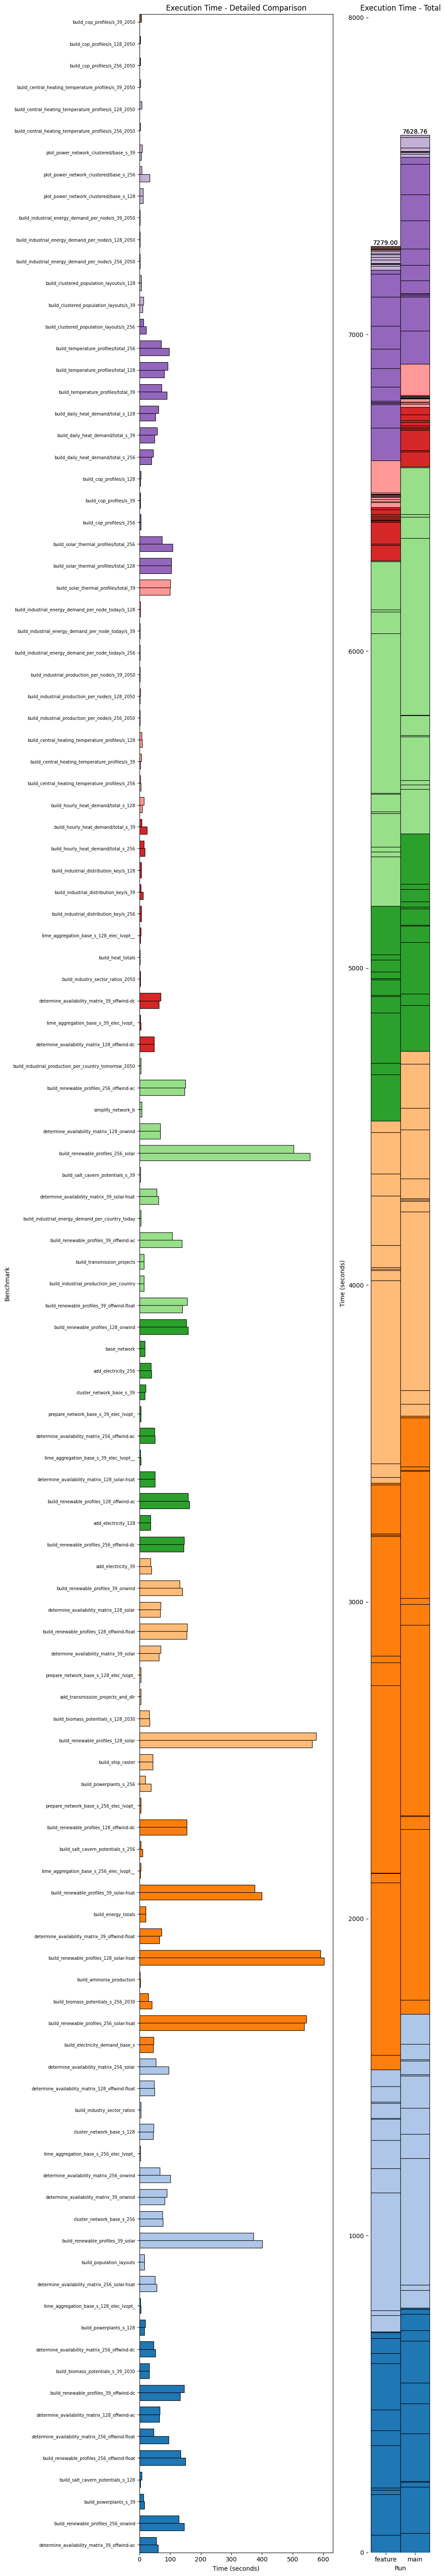 Execution Time - Detailed Comparison
Execution Time - Total
build_cop_profiles/s_39_2050
build_cop_profiles/s_128_2050
build_cop_profiles/s_256_2050
build_central_heating_temperature_profiles/s_39_2050
build_central_heating_temperature_profiles/s_128_2050
build_central_heating_temperature_profiles/s_256_2050
plot_power_network_clustered/base_s_39
plot_power_network_clustered/base_s_256
plot_power_network_clustered/base_s_128
build_industrial_energy_demand_per_node/s_39_2050
build_industrial_energy_demand_per_node/s_128_2050
build_industrial_energy_demand_per_node/s_256_2050
build_clustered_population_layouts/s_128
build_clustered_population_layouts/s_39
build_clustered_population_layouts/s_256
build_temperature_profiles/total_256
build_temperature_profiles/total_128
build_temperature_profiles/total_39
build_daily_heat_demand/total_s_128
build_daily_heat_demand/total_s_39
build_daily_heat_demand/total_s_256
build_cop_profiles/s_128
build_cop_profiles/s_39
build_cop_profiles/s_256
build_solar_thermal_profiles/total_256
build_solar_thermal_profiles/total_128
build_solar_thermal_profiles/total_39
build_industrial_energy_demand_per_node_today/s_128
build_industrial_energy_demand_per_node_today/s_39
build_industrial_energy_demand_per_node_today/s_256
build_industrial_production_per_node/s_39_2050
build_industrial_production_per_node/s_128_2050
build_industrial_production_per_node/s_256_2050
build_central_heating_temperature_profiles/s_128
build_central_heating_temperature_profiles/s_39
build_central_heating_temperature_profiles/s_256
build_hourly_heat_demand/total_s_128
build_hourly_heat_demand/total_s_39
build_hourly_heat_demand/total_s_256
build_industrial_distribution_key/s_128
build_industrial_distribution_key/s_39
build_industrial_distribution_key/s_256
time_aggregation_base_s_128_elec_lvopt__
build_heat_totals
build_industry_sector_ratios_2050
determine_availability_matrix_39_offwind-dc
time_aggregation_base_s_39_elec_lvopt_
determine_availability_matrix_128_offwind-dc
build_industrial_production_per_country_tomorrow_2050
build_renewable_profiles_256_offwind-ac
simplify_network_b
determine_availability_matrix_128_onwind
build_renewable_profiles_256_solar
build_salt_cavern_potentials_s_39
determine_availability_matrix_39_solar-hsat
build_industrial_energy_demand_per_country_today
build_renewable_profiles_39_offwind-ac
build_transmission_projects
build_industrial_production_per_country
build_renewable_profiles_39_offwind-float
build_renewable_profiles_128_onwind
base_network
add_electricity_256
cluster_network_base_s_39
prepare_network_base_s_39_elec_lvopt_
determine_availability_matrix_256_offwind-ac
time_aggregation_base_s_39_elec_lvopt__
determine_availability_matrix_128_solar-hsat
build_renewable_profiles_128_offwind-ac
add_electricity_128
build_renewable_profiles_256_offwind-dc
add_electricity_39
build_renewable_profiles_39_onwind
determine_availability_matrix_128_solar
build_renewable_profiles_128_offwind-float
determine_availability_matrix_39_solar
prepare_network_base_s_128_elec_lvopt_
add_transmission_projects_and_dlr
build_biomass_potentials_s_128_2030
build_renewable_profiles_128_solar
build_ship_raster
build_powerplants_s_256
prepare_network_base_s_256_elec_lvopt_
build_renewable_profiles_128_offwind-dc
build_salt_cavern_potentials_s_256
time_aggregation_base_s_256_elec_lvopt__
build_renewable_profiles_39_solar-hsat
build_energy_totals
determine_availability_matrix_39_offwind-float
build_renewable_profiles_128_solar-hsat
build_ammonia_production
build_biomass_potentials_s_256_2030
build_renewable_profiles_256_solar-hsat
build_electricity_demand_base_s
determine_availability_matrix_256_solar
determine_availability_matrix_128_offwind-float
build_industry_sector_ratios
cluster_network_base_s_128
time_aggregation_base_s_256_elec_lvopt_
determine_availability_matrix_256_onwind
determine_availability_matrix_39_onwind
cluster_network_base_s_256
build_renewable_profiles_39_solar
build_population_layouts
determine_availability_matrix_256_solar-hsat
time_aggregation_base_s_128_elec_lvopt_
build_powerplants_s_128
determine_availability_matrix_256_offwind-dc
build_biomass_potentials_s_39_2030
build_renewable_profiles_39_offwind-dc
determine_availability_matrix_128_offwind-ac
determine_availability_matrix_256_offwind-float
build_renewable_profiles_256_offwind-float
build_salt_cavern_potentials_s_128
build_powerplants_s_39
build_renewable_profiles_256_onwind
determine_availability_matrix_39_offwind-ac
Benchmark
0 100 200 300 400 500 600
Time (seconds)
8000
7000
6000
5000
4000
3000
2000
1000
0
Time (seconds)
7279.00
7628.76
feature main
Run